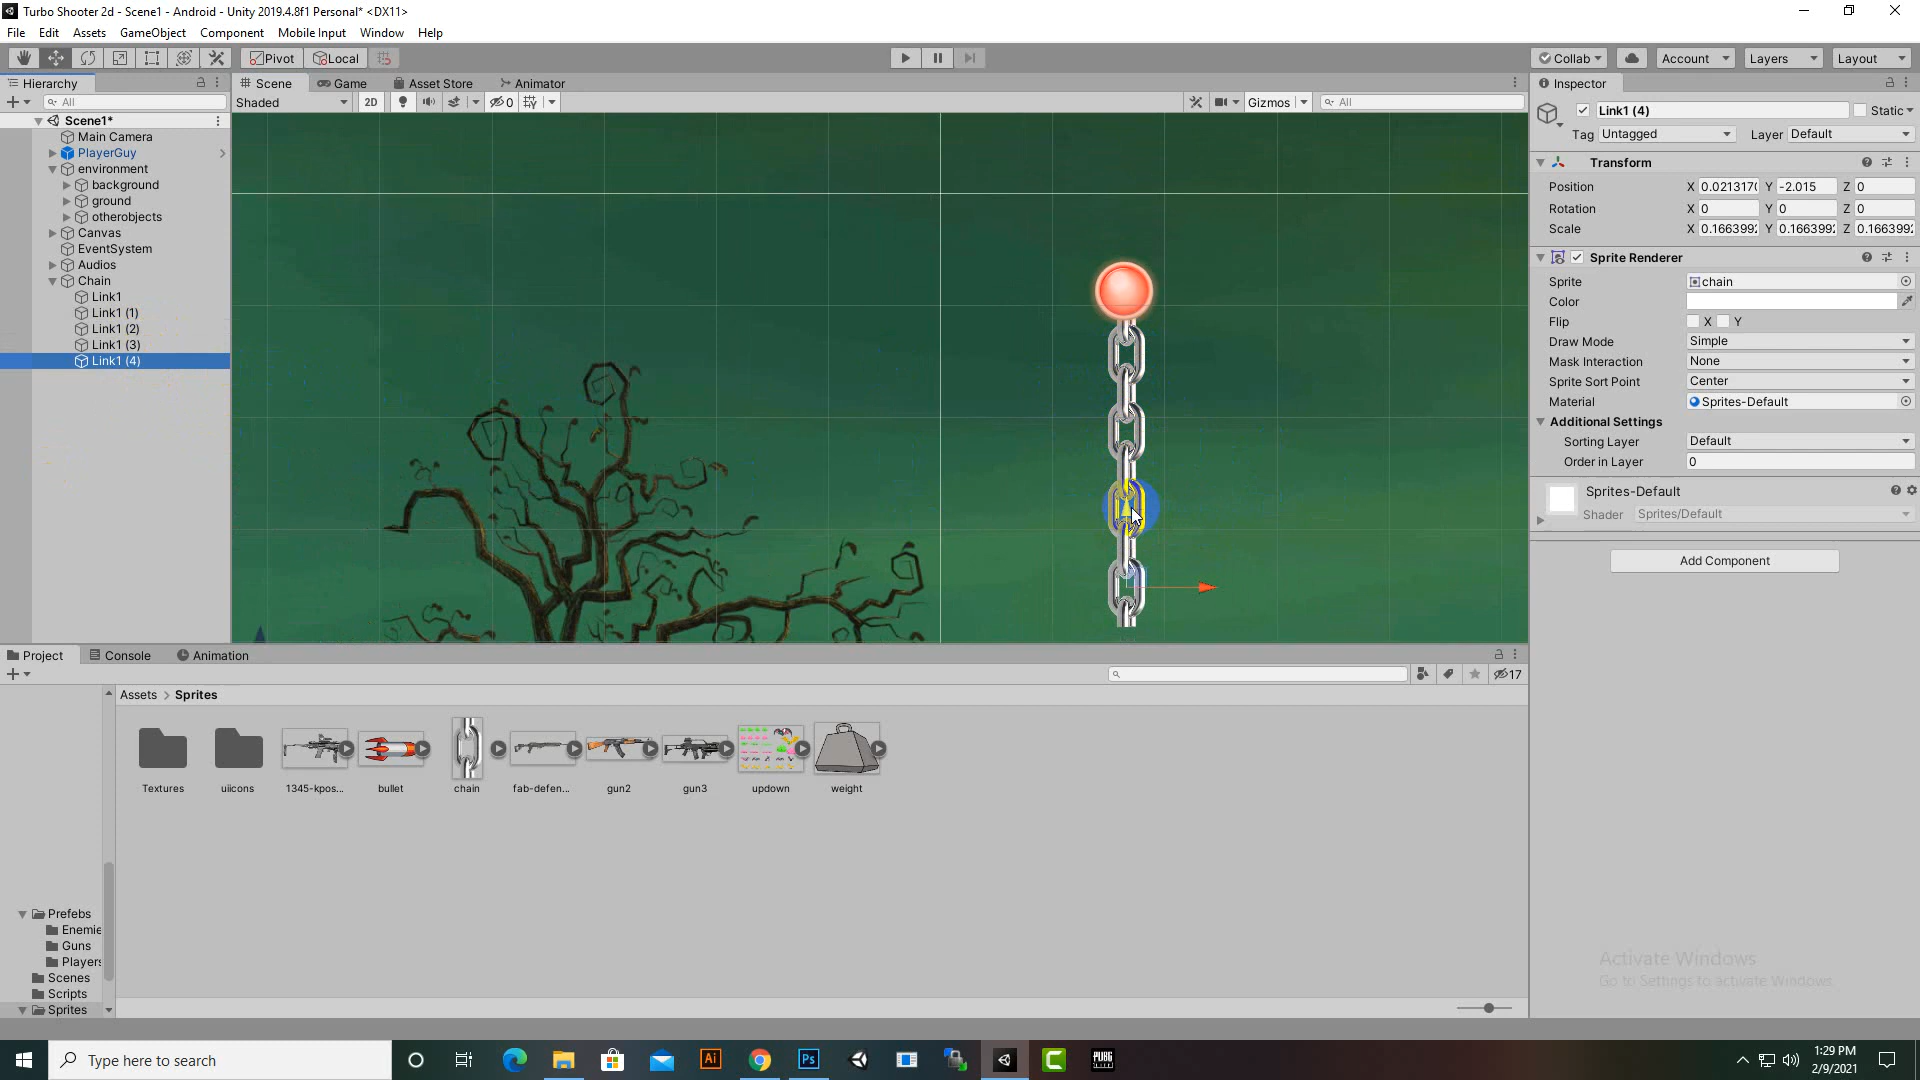 Turbo Shooter 2d - Scene1 - Android - Unity 2019.4.8f1 Personal* <DX11>
File Edit Assets GameObject Component Mobile Input Window Help
Pivot Local Collab Account Layers Layout
Hierarchy Scene Game Asset Store Animator Inspector
All Shaded 2D 0 Gizmos All
Link1 (4) Static
Tag Untagged Layer Default
Scene1*
Main Camera
PlayerGuy
environment
background
ground
otherobjects
Canvas
EventSystem
Audios
Chain
Link1
Link1 (1)
Link1 (2)
Link1 (3)
Link1 (4)
Transform
Position X 0.021317( Y -2.015 Z 0
Rotation X 0 Y 0 Z 0
Scale X 0.166399 Y 0.166399 Z 0.166399
Sprite Renderer
Sprite chain
Color
Flip X Y
Draw Mode Simple
Mask Interaction None
Sprite Sort Point Center
Material Sprites-Default
Additional Settings
Sorting Layer Default
Order in Layer 0
Sprites-Default
Shader Sprites/Default
Add Component
Project Console Animation
17
Assets > Sprites
Textures uiicons 1345-kpos... bullet chain fab-defen... gun2 gun3 updown weight
Prefebs
Enemie
Guns
Players
Scenes
Scripts
Sprites
Activate Windows
Go to Settings to activate Windows.
Type here to search
Ai
Ps
PUBG
1:29 PM
2/9/2021